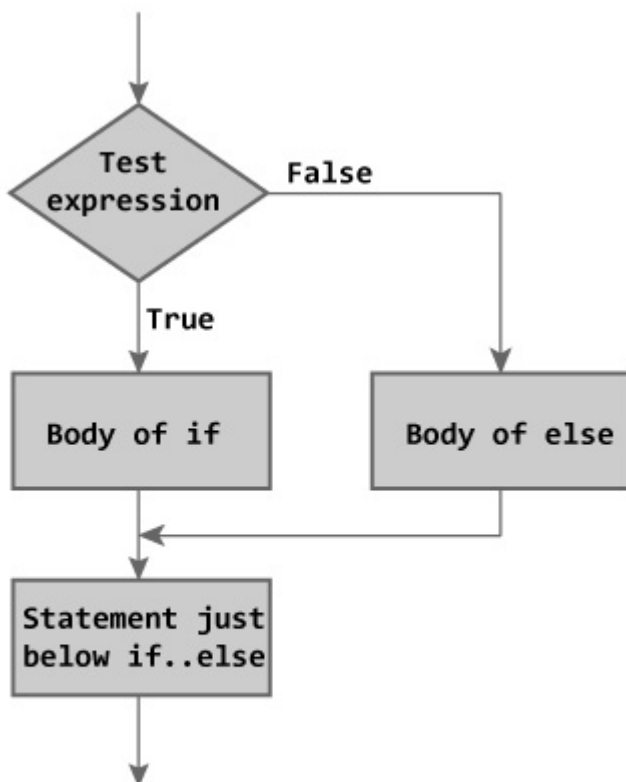 Test
expression
False
True
Body of if
Body of else
Statement just
below if..else